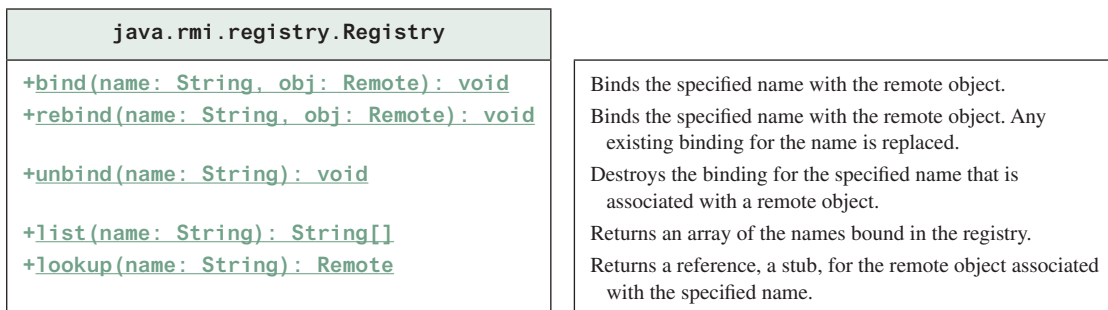 java.rmi.registry.Registry
+bind(name: String, obj: Remote): void
Binds the specified name with the remote object.
+rebind(name: String, obj: Remote): void
Binds the specified name with the remote object. Any
existing binding for the name is replaced.
+unbind(name: String): void
Destroys the binding for the specified name that is
associated with a remote object.
+list(name: String): String[]
Returns an array of the names bound in the registry.
+lookup(name: String): Remote
Returns a reference, a stub, for the remote object associated
with the specified name.